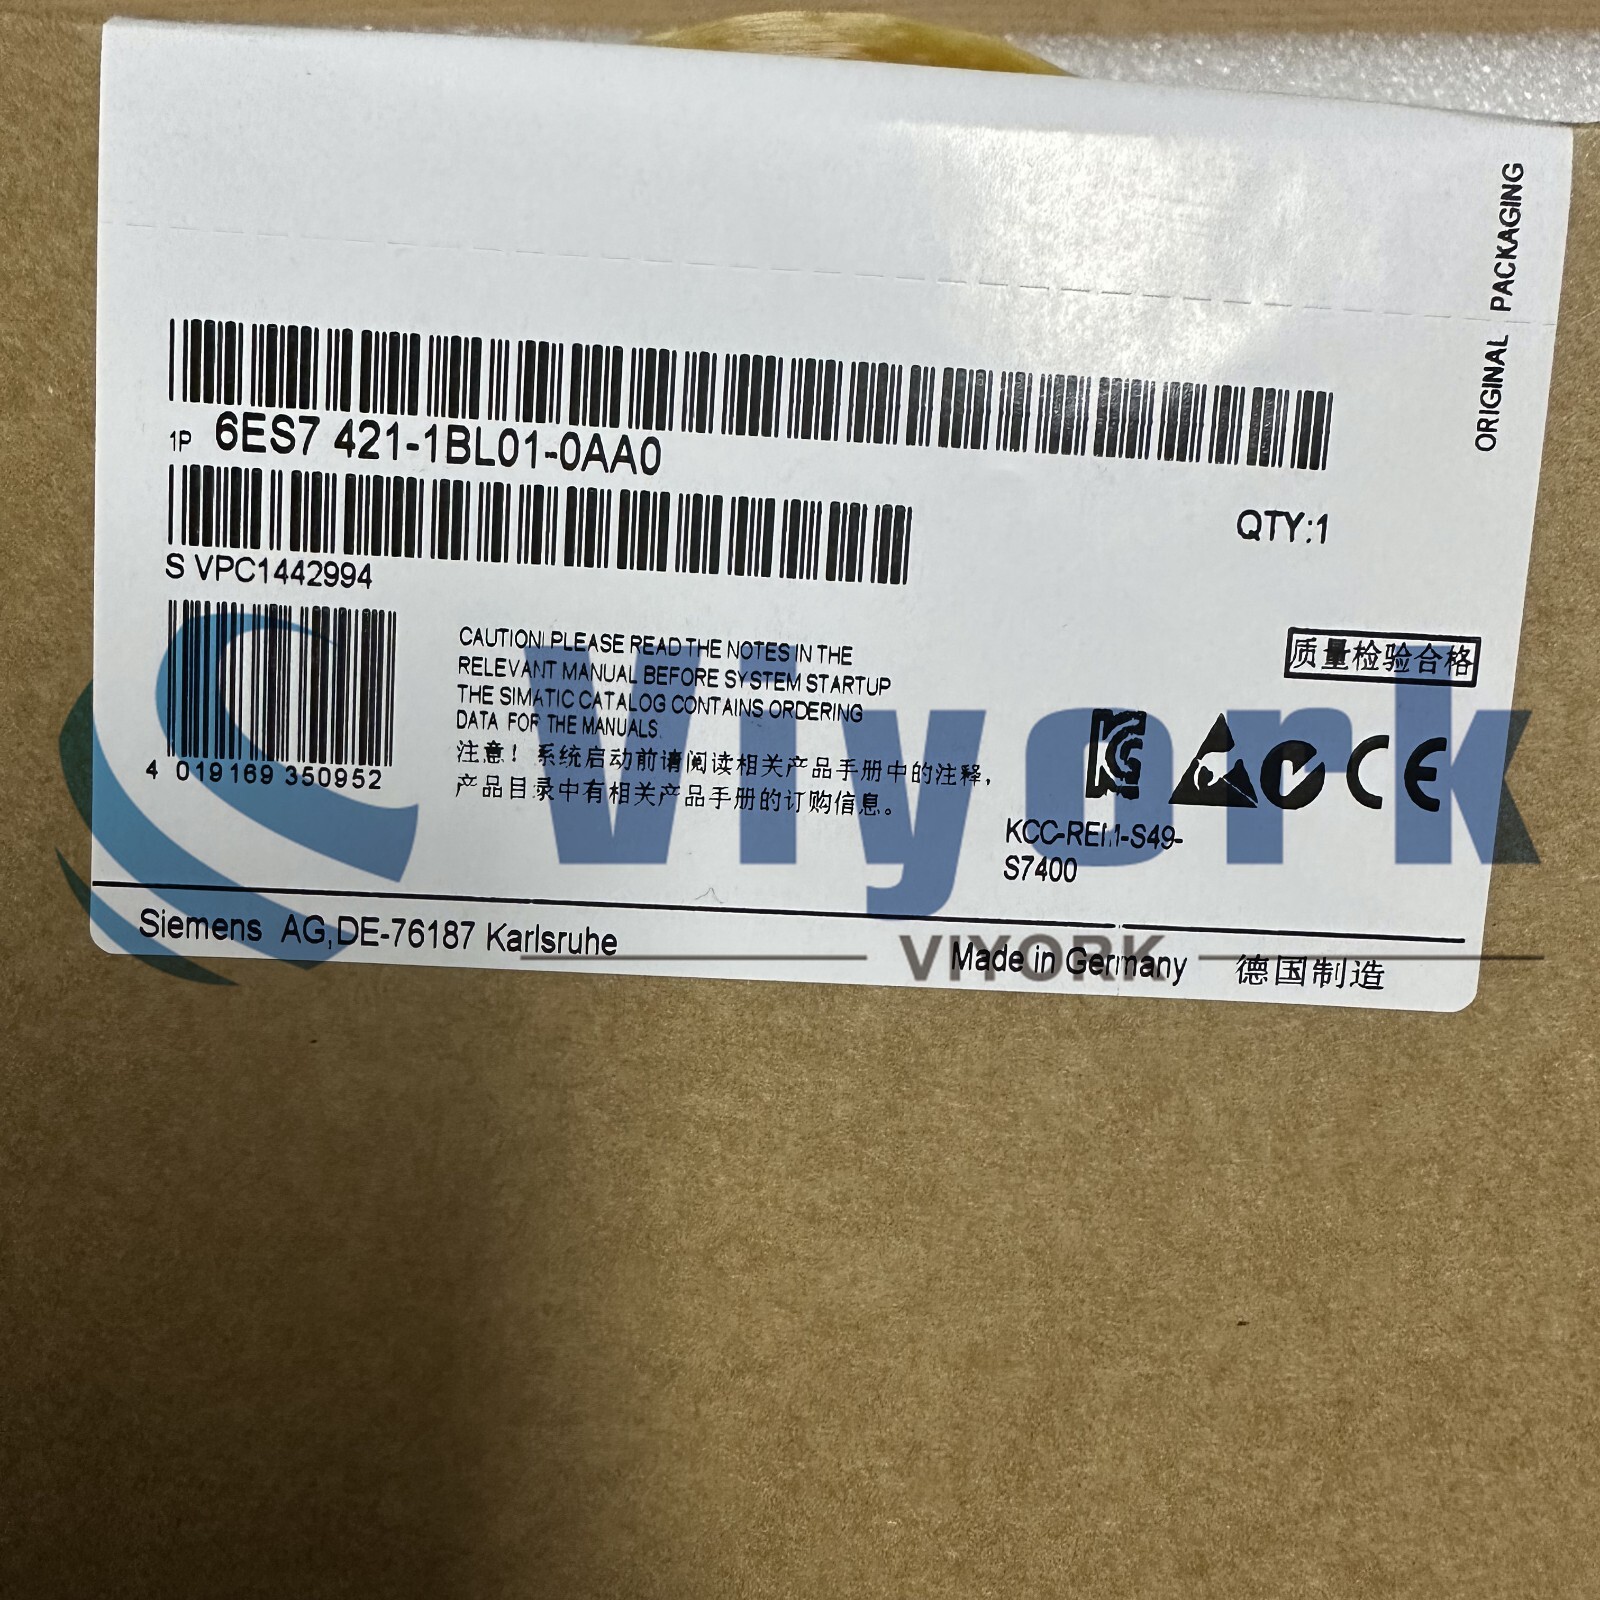 ORIGINAL PACKAGING
1P 6ES7 421-1BL01-0AA0
QTY:1
S VPC1442994
质量检验合格
4 019169 350952
CAUTION! PLEASE READ THE NOTES IN THE
RELEVANT MANUAL BEFORE SYSTEM STARTUP
THE SIMATIC CATALOG CONTAINS ORDERING
DATA FOR THE MANUALS.
注意！系统启动前请阅读相关产品手册中的注释，
产品目录中有相关产品手册的订购信息。
CE
KCC-REM-S49-
S7400
Viyork
Siemens AG,DE-76187 Karlsruhe
Made in Germany 德国制造
VIYORK